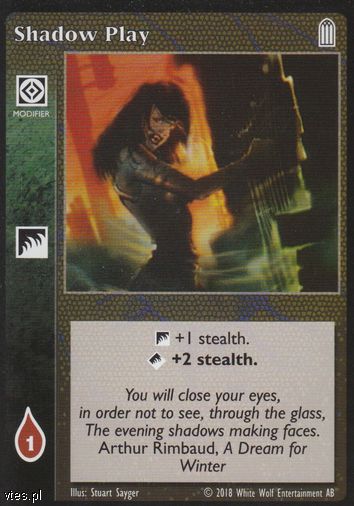 Shadow Play
MODIFIER
+1 stealth.
+2 stealth.
You will close your eyes,
in order not to see, through the glass,
The evening shadows making faces.
Arthur Rimbaud, A Dream for
Winter
1
Illus: Stuart Sayger © 2018 White Wolf Entertainment AB
vtes.pl